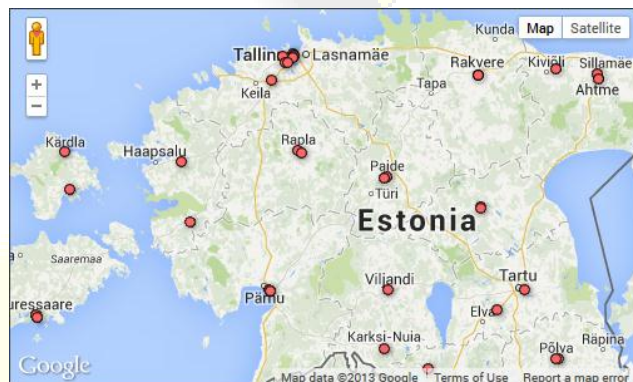 Kunda
Map
Satellite
Tallinn
Lasnamäe
Rakvere
Kiviõli
Sillamäe
Ahtme
Keila
Tapa
+
−
Kärdla
Haapsalu
Rapla
Paide
Türi
Estonia
Saaremaa
uressaare
Pärnu
Viljandi
Tartu
Elva
Karksi-Nuia
Põlva
Räpina
Google
Map data ©2013 Google
Terms of Use
Report a map error